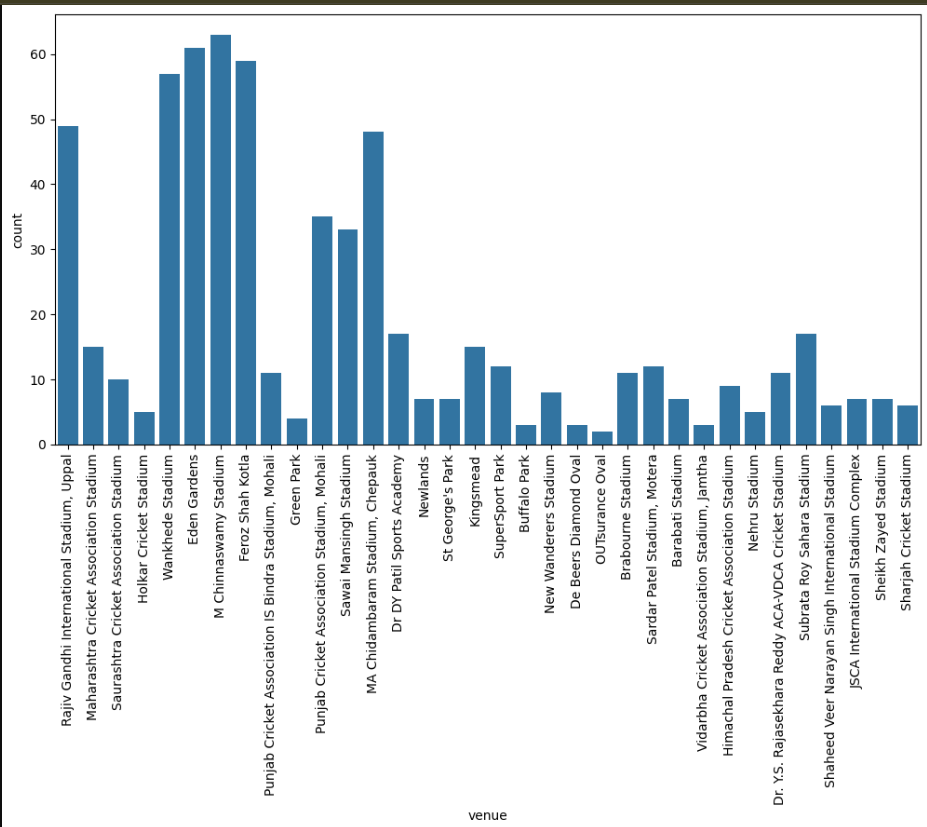 count
60
50
40
30
20
10
0
Rajiv Gandhi International Stadium, Uppal
Maharashtra Cricket Association Stadium
Saurashtra Cricket Association Stadium
Holkar Cricket Stadium
Wankhede Stadium
Eden Gardens
M Chinnaswamy Stadium
Feroz Shah Kotla
Punjab Cricket Association IS Bindra Stadium, Mohali
Green Park
Punjab Cricket Association Stadium, Mohali
Sawai Mansingh Stadium
MA Chidambaram Stadium, Chepauk
Dr DY Patil Sports Academy
Newlands
St George's Park
Kingsmead
SuperSport Park
Buffalo Park
New Wanderers Stadium
De Beers Diamond Oval
OUTsurance Oval
Brabourne Stadium
Sardar Patel Stadium, Motera
Barabati Stadium
Vidarbha Cricket Association Stadium, Jamtha
Himachal Pradesh Cricket Association Stadium
Nehru Stadium
Dr. Y.S. Rajasekhara Reddy ACA-VDCA Cricket Stadium
Subrata Roy Sahara Stadium
Shaheed Veer Narayan Singh International Stadium
JSCA International Stadium Complex
Sheikh Zayed Stadium
Sharjah Cricket Stadium
venue